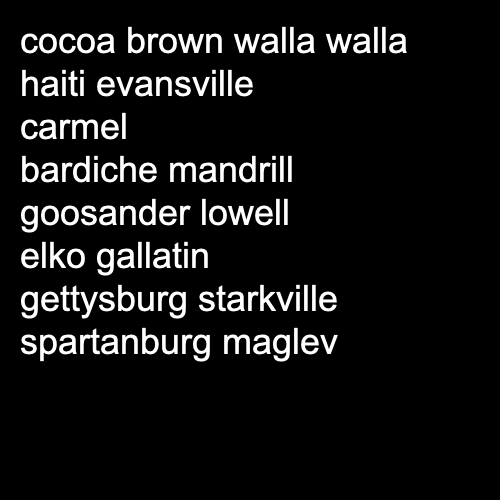 cocoa brown walla walla
haiti evansville
carmel
bardiche mandrill
goosander lowell
elko gallatin
gettysburg starkville
spartanburg maglev